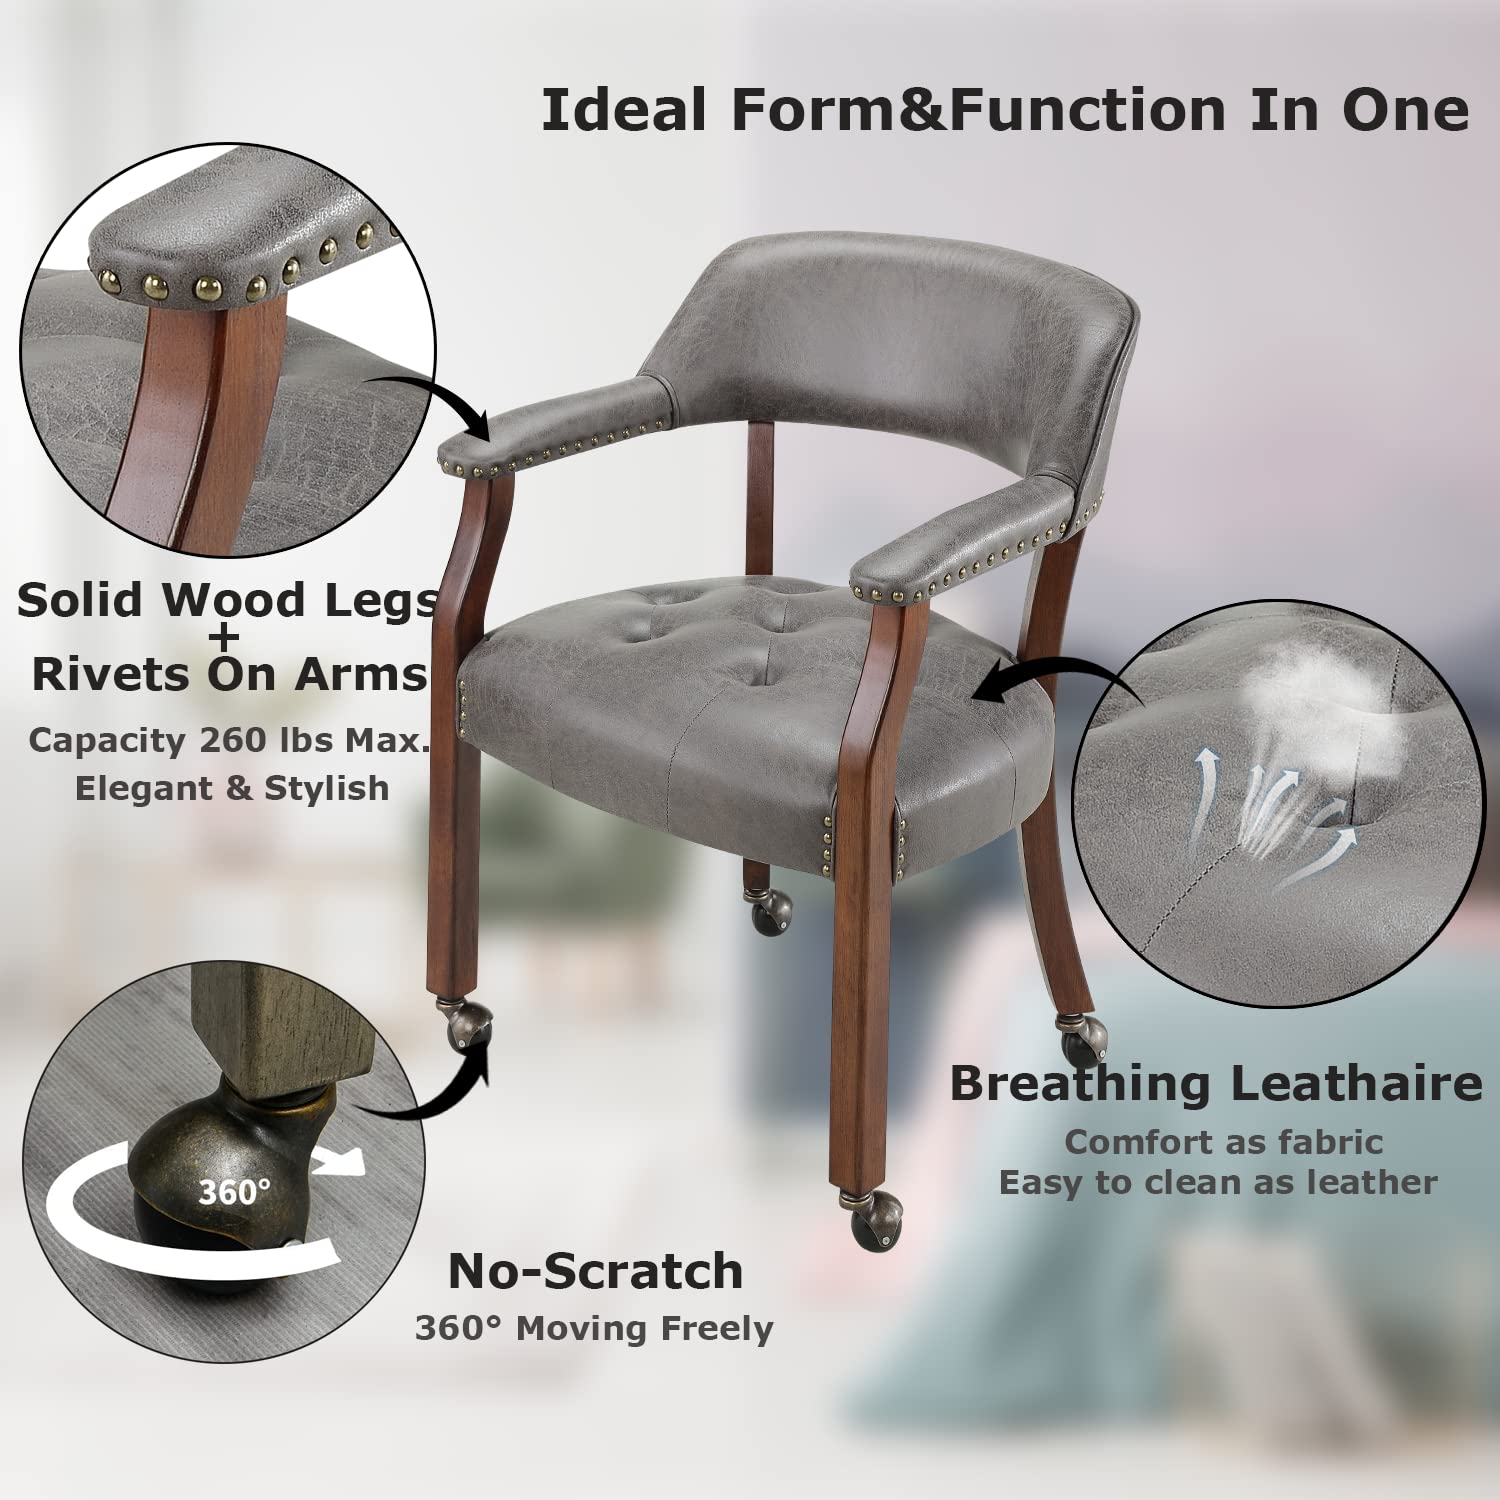 Ideal Form&Function In One
Solid Wood Legs
+
Rivets On Arms
Capacity 260 lbs Max.
Elegant & Stylish
Breathing Leathaire
Comfort as fabric
Easy to clean as leather
360°
No-Scratch
360° Moving Freely